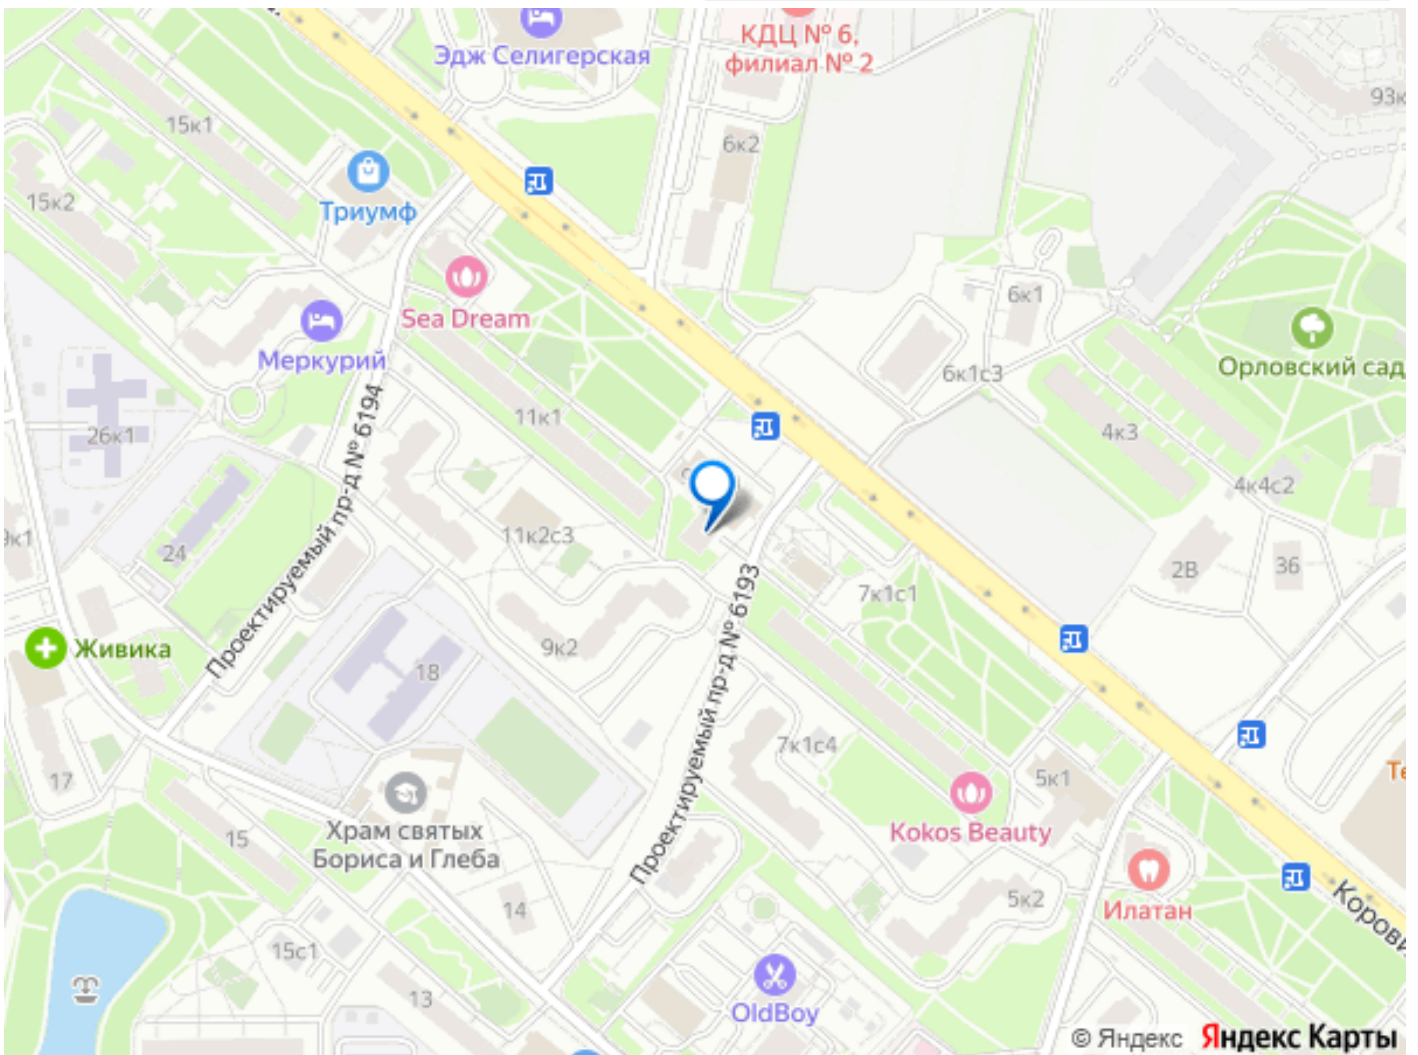 КДЦ № 6,
филиал № 2
Эдж Селигерская
93к
15к1
6к2
15к2
Триумф
Sea Dream
6к1
Меркурий
Орловский сад
6к1с3
11к1
26к1
4к3
Проектируемый пр-д № 6194
4к4с2
11к2с3
9к1
24
2В
36
7к1с1
Проектируемый пр-д № 6193
Живика
9к2
18
7к1с4
17
5к1
Те
Храм святых
Бориса и Глеба
15
Kokos Beauty
5к2
Илатан
Корови
14
15с1
13
OldBoy
© Яндекс Яндекс Карты